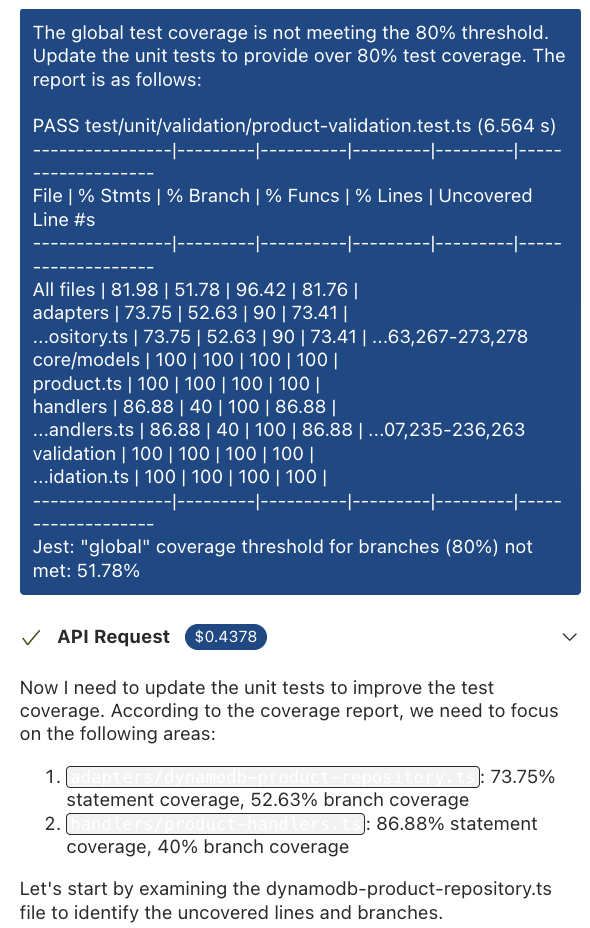 The global test coverage is not meeting the 80% threshold.
Update the unit tests to provide over 80% test coverage. The
report is as follows:
PASS test/unit/validation/product-validation.test.ts (6.564 s)
----------------|---------|----------|---------|---------|-----
------------------
File | % Stmts | % Branch | % Funcs | % Lines | Uncovered
Line #s
----------------|---------|----------|---------|---------|-----
------------------
All files | 81.98 | 51.78 | 96.42 | 81.76 |
adapters | 73.75 | 52.63 | 90 | 73.41 |
...ository.ts | 73.75 | 52.63 | 90 | 73.41 | ...63,267-273,278
core/models | 100 | 100 | 100 | 100 |
product.ts | 100 | 100 | 100 | 100 |
handlers | 86.88 | 40 | 100 | 86.88 |
...andlers.ts | 86.88 | 40 | 100 | 86.88 | ...07,235-236,263
validation | 100 | 100 | 100 | 100 |
...idation.ts | 100 | 100 | 100 | 100 |
----------------|---------|----------|---------|---------|-----
------------------
Jest: "global" coverage threshold for branches (80%) not
met: 51.78%
API Request $0.4378
Now I need to update the unit tests to improve the test
coverage. According to the coverage report, we need to focus
on the following areas:
1. adapters/dynamodb-product-repository.ts: 73.75%
statement coverage, 52.63% branch coverage
2. handlers/product-handlers.ts: 86.88% statement
coverage, 40% branch coverage
Let's start by examining the dynamodb-product-repository.ts
file to identify the uncovered lines and branches.